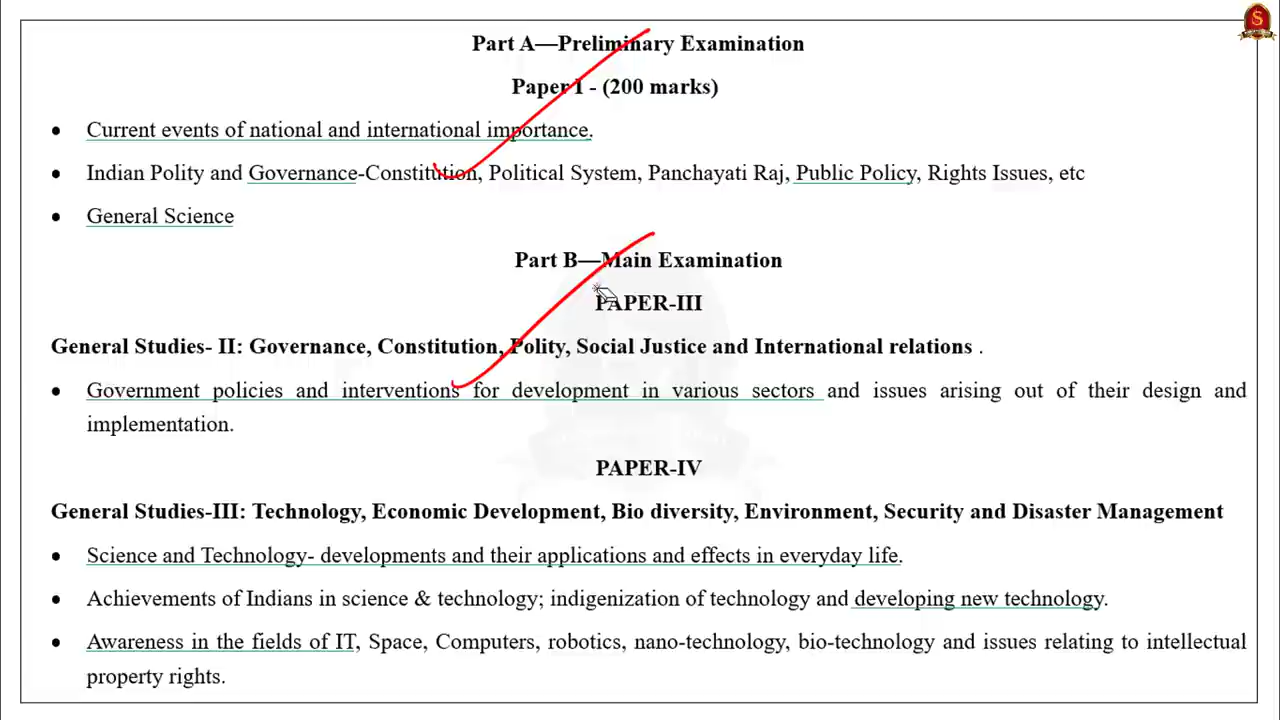 Part A—Preliminary Examination
Paper I - (200 marks)
• Current events of national and international importance.
• Indian Polity and Governance-Constitution, Political System, Panchayati Raj, Public Policy, Rights Issues, etc
• General Science
Part B—Main Examination
PAPER-III
General Studies- II: Governance, Constitution, Polity, Social Justice and International relations .
• Government policies and interventions for development in various sectors and issues arising out of their design and
implementation.
PAPER-IV
General Studies-III: Technology, Economic Development, Bio diversity, Environment, Security and Disaster Management
• Science and Technology- developments and their applications and effects in everyday life.
• Achievements of Indians in science & technology; indigenization of technology and developing new technology.
• Awareness in the fields of IT, Space, Computers, robotics, nano-technology, bio-technology and issues relating to intellectual
property rights.
S